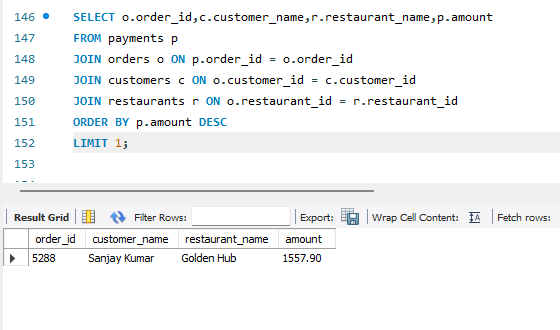 146 SELECT o.order_id,c.customer_name,r.restaurant_name,p.amount
147 FROM payments p
148 JOIN orders o ON p.order_id = o.order_id
149 JOIN customers c ON o.customer_id = c.customer_id
150 JOIN restaurants r ON o.restaurant_id = r.restaurant_id
151 ORDER BY p.amount DESC
152 LIMIT 1;
153
Result Grid Filter Rows: Export: Wrap Cell Content: IA Fetch rows:
order_id customer_name restaurant_name amount
5288 Sanjay Kumar Golden Hub 1557.90